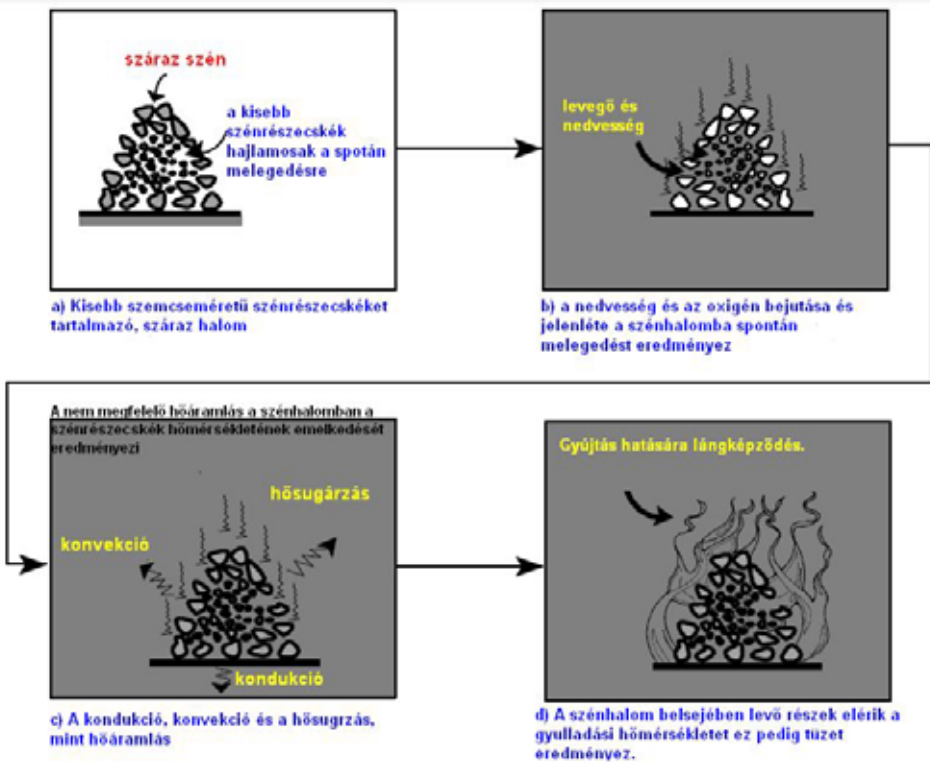 száraz szén
a kisebb
szénrészecskék
hajlamosak a spotán
melegedésre
a) Kisebb szemcseméretű szénrészecskéket
tartalmazó, száraz halom
levegő és
nedvesség
b) a nedvesség és az oxigén bejutása és
jelenléte a szénhalomba spontán
melegedést eredményez
A nem megfelelő hőáramlás a szénhalomban a
szénrészecskék hőmérsékletének emelkedését
eredményezi
hősugárzás
konvekció
kondukció
c) A kondukció, konvekció és a hősugrzás,
mint hőáramlás
Gyújtás hatására lángképződés.
d) A szénhalom belsejében levő részek elérik a
gyulladási hőmérsékletet ez pedig tüzet
eredményez.